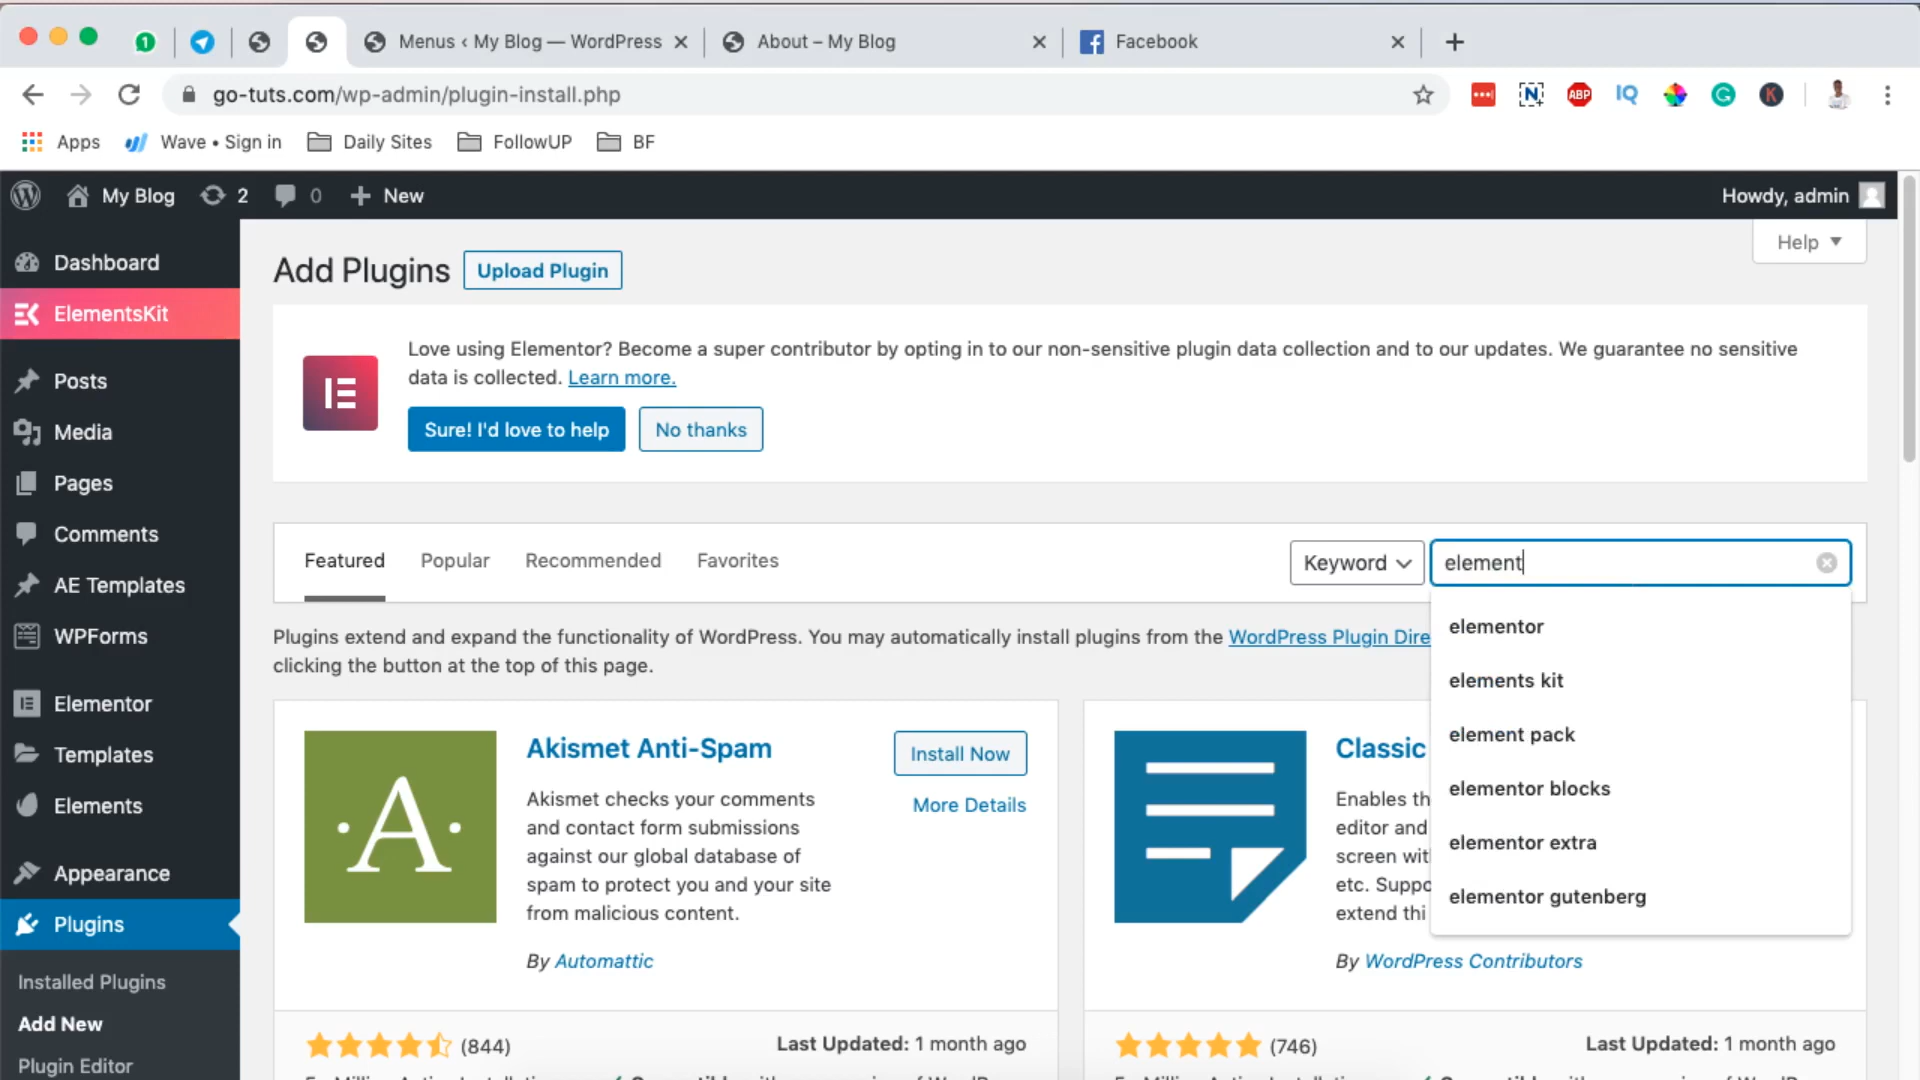 1
Menus ‹ My Blog — WordPress
About – My Blog
Facebook
go-tuts.com/wp-admin/plugin-install.php
ABP
IQ
Apps
Wave • Sign in
Daily Sites
FollowUP
BF
My Blog
2
0
New
Howdy, admin
Help
Dashboard
ElementsKit
Posts
Media
Pages
Comments
AE Templates
WPForms
Elementor
Templates
Elements
Appearance
Plugins
Installed Plugins
Add New
Plugin Editor
Add Plugins
Upload Plugin
Love using Elementor? Become a super contributor by opting in to our non-sensitive plugin data collection and to our updates. We guarantee no sensitive
data is collected. Learn more.
Sure! I'd love to help
No thanks
Featured
Popular
Recommended
Favorites
Keyword
element
elementor
elements kit
element pack
elementor blocks
elementor extra
elementor gutenberg
Plugins extend and expand the functionality of WordPress. You may automatically install plugins from the WordPress Plugin Dire
clicking the button at the top of this page.
A
Akismet Anti-Spam
Install Now
More Details
Akismet checks your comments
and contact form submissions
against our global database of
spam to protect you and your site
from malicious content.
By Automattic
(844)
Last Updated: 1 month ago
Classic
Enables th
editor and
screen wit
etc. Suppo
extend thi
By WordPress Contributors
(746)
Last Updated: 1 month ago